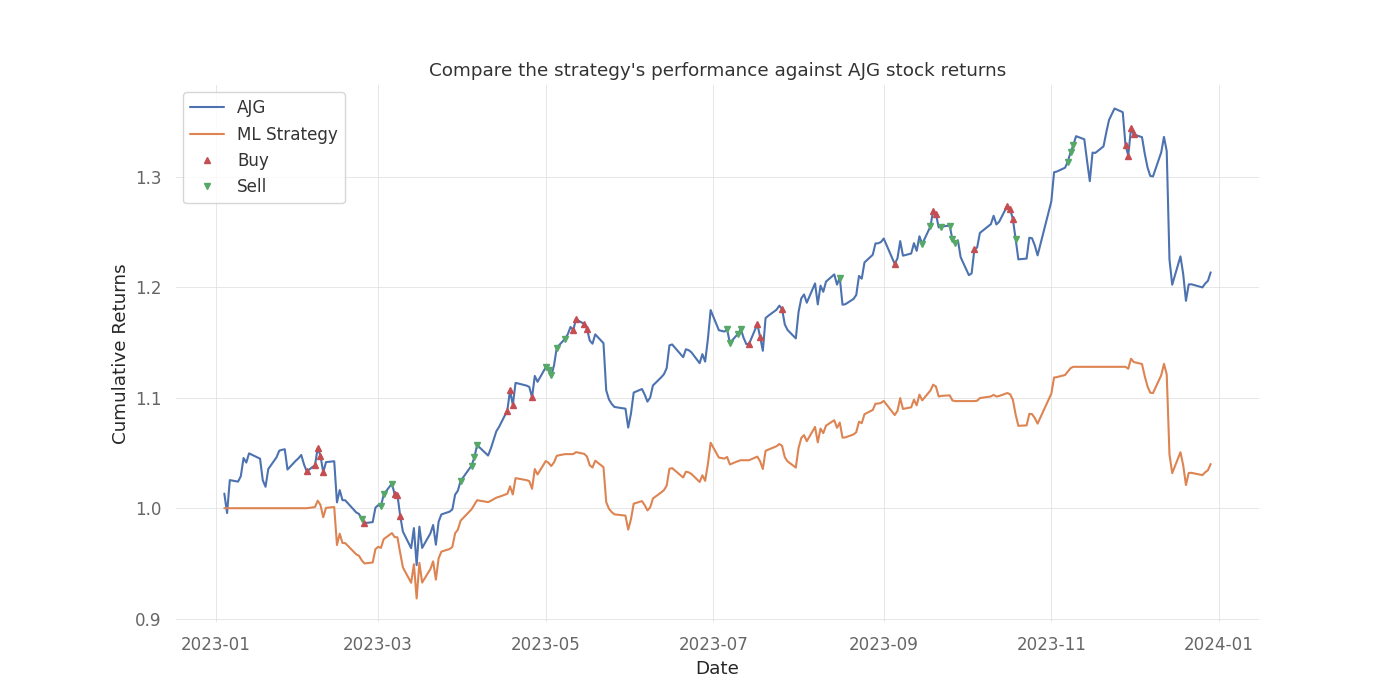 Compare the strategy's performance against AJG stock returns
AJG
ML Strategy
Buy
Sell
1.3
1.2
1.1
1.0
0.9
Cumulative Returns
2023-01
2023-03
2023-05
2023-07
2023-09
2023-11
2024-01
Date